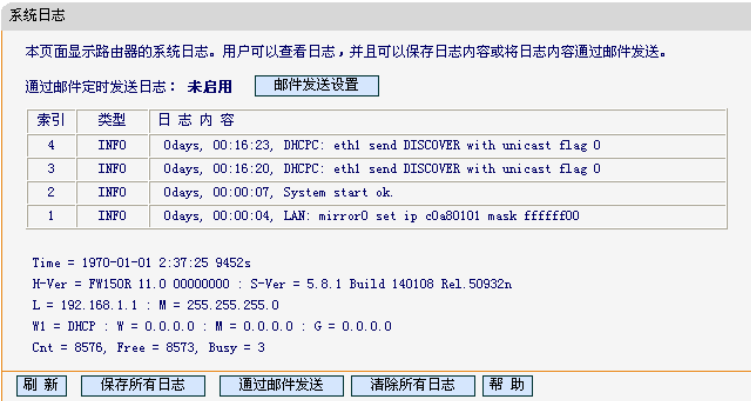 系统日志
本页面显示路由器的系统日志。用户可以查看日志，并且可以保存日志内容或将日志内容通过邮件发送。
通过邮件定时发送日志： 未启用 邮件发送设置
索引 类型 日 志 内 容
4 INFO 0days, 00:16:23, DHCPC: eth1 send DISCOVER with unicast flag 0
3 INFO 0days, 00:16:20, DHCPC: eth1 send DISCOVER with unicast flag 0
2 INFO 0days, 00:00:07, System start ok.
1 INFO 0days, 00:00:04, LAN: mirror0 set ip c0a80101 mask ffffff00
Time = 1970-01-01 2:37:25 9452s
H-Ver = FW150R 11.0 00000000 : S-Ver = 5.8.1 Build 140108 Rel.50932n
L = 192.168.1.1 : M = 255.255.255.0
W1 = DHCP : W = 0.0.0.0 : M = 0.0.0.0 : G = 0.0.0.0
Cnt = 8576, Free = 8573, Busy = 3
刷 新 保存所有日志 通过邮件发送 清除所有日志 帮 助